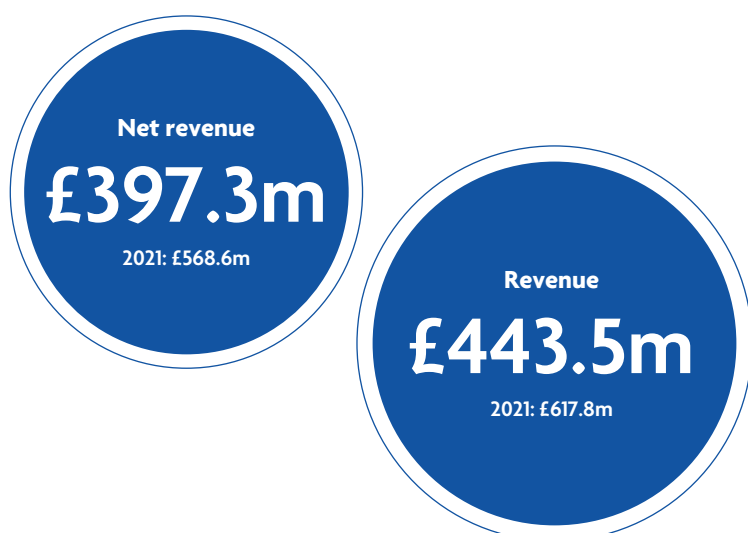 Net revenue
£397.3m
2021: £568.6m
Revenue
£443.5m
2021: £617.8m